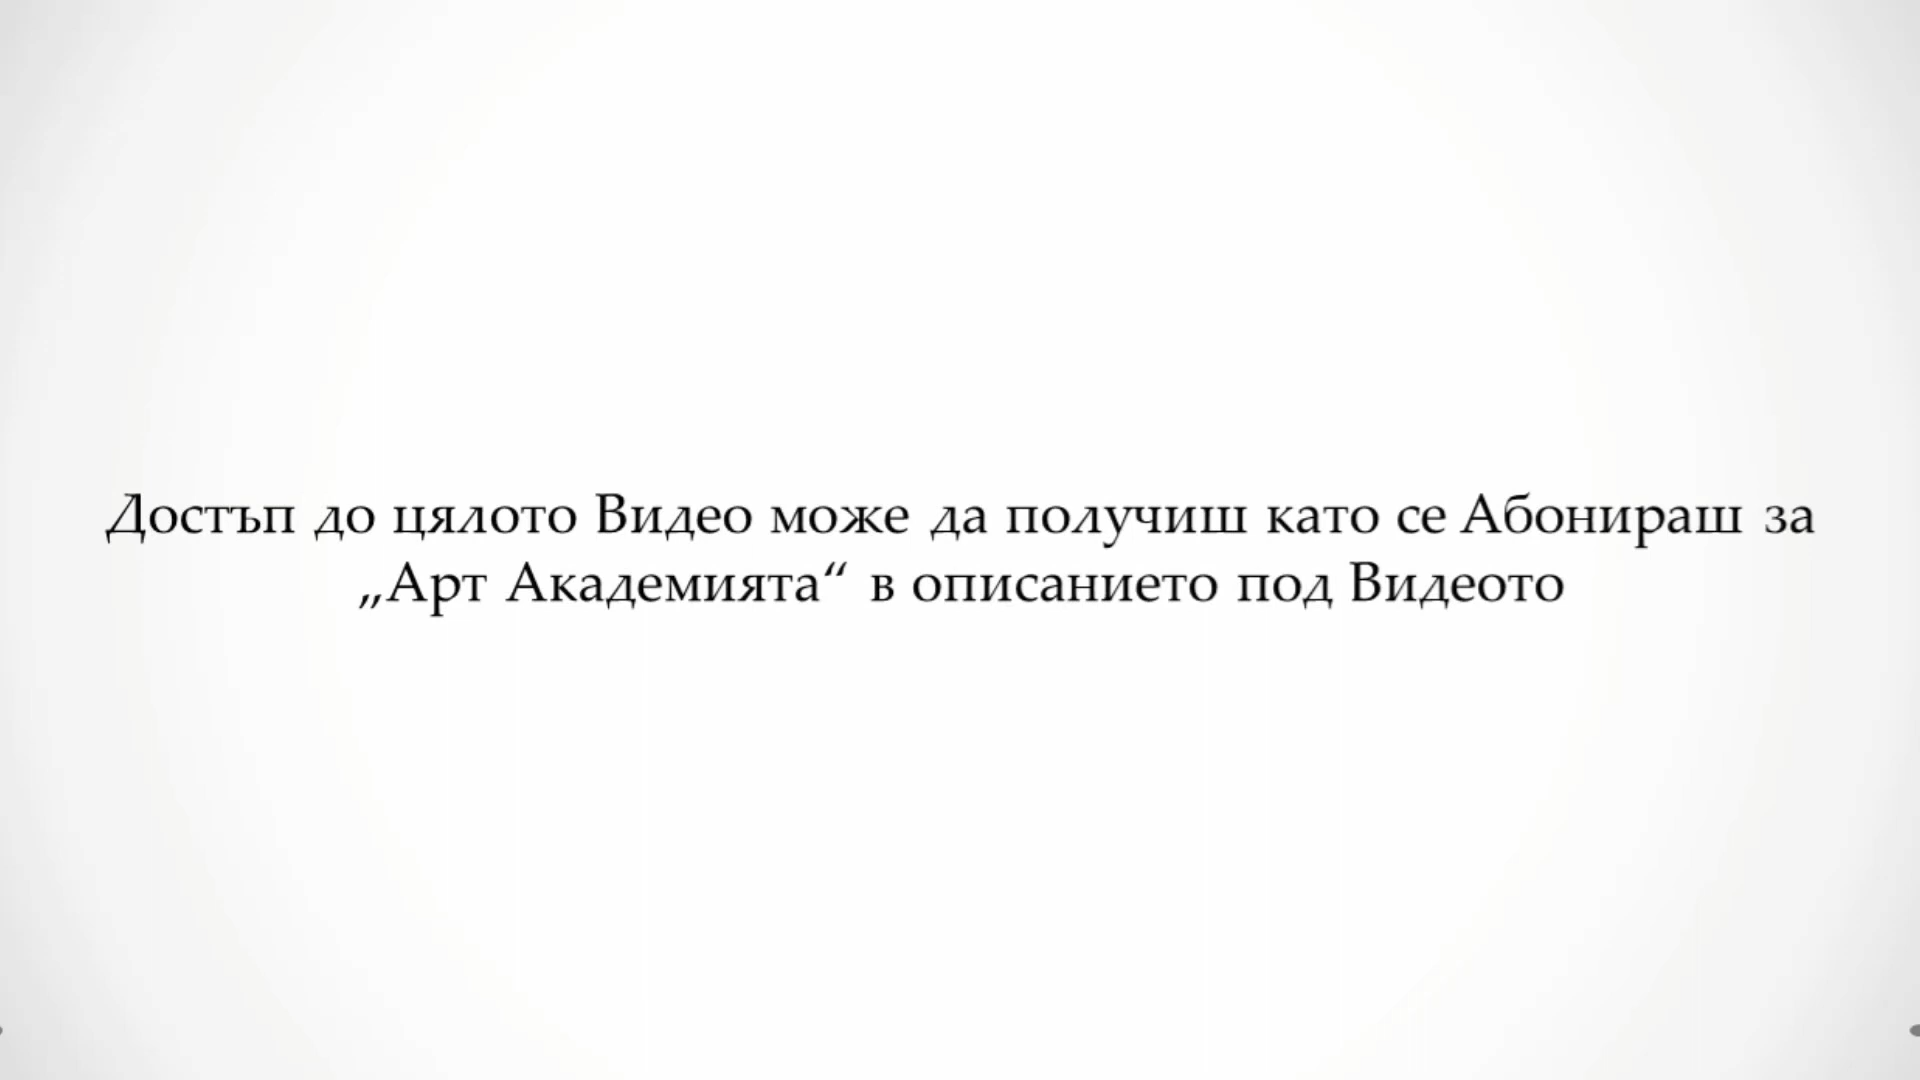 Достъп до цялото Видео може да получиш като се Абонираш за
„Арт Академията“ в описанието под Видеото